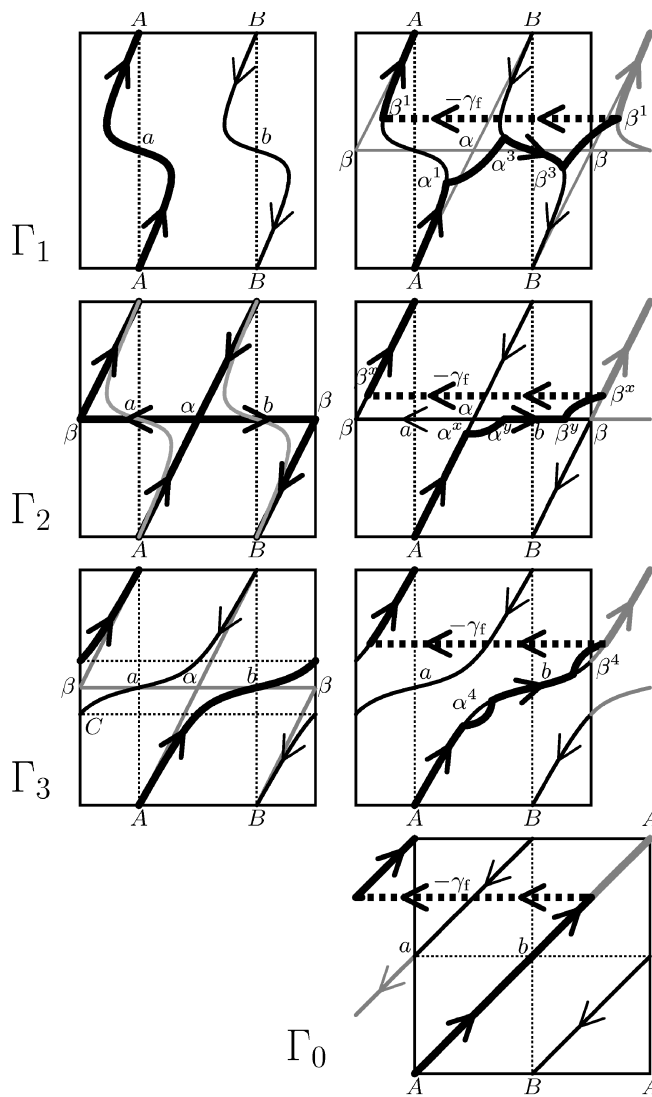 A B A
−γf
β¹ β¹
a b
β α β
α¹ α³ β³
Γ₁
A B A B
a α b β βˣ −γf βˣ
β α
αˣ a αʸ b βʸ β
Γ₂
A B A B
−γf
β a α b β a b β⁴
C α⁴
Γ₃
A B A B
A B A
−γf
a b
Γ₀
A B A